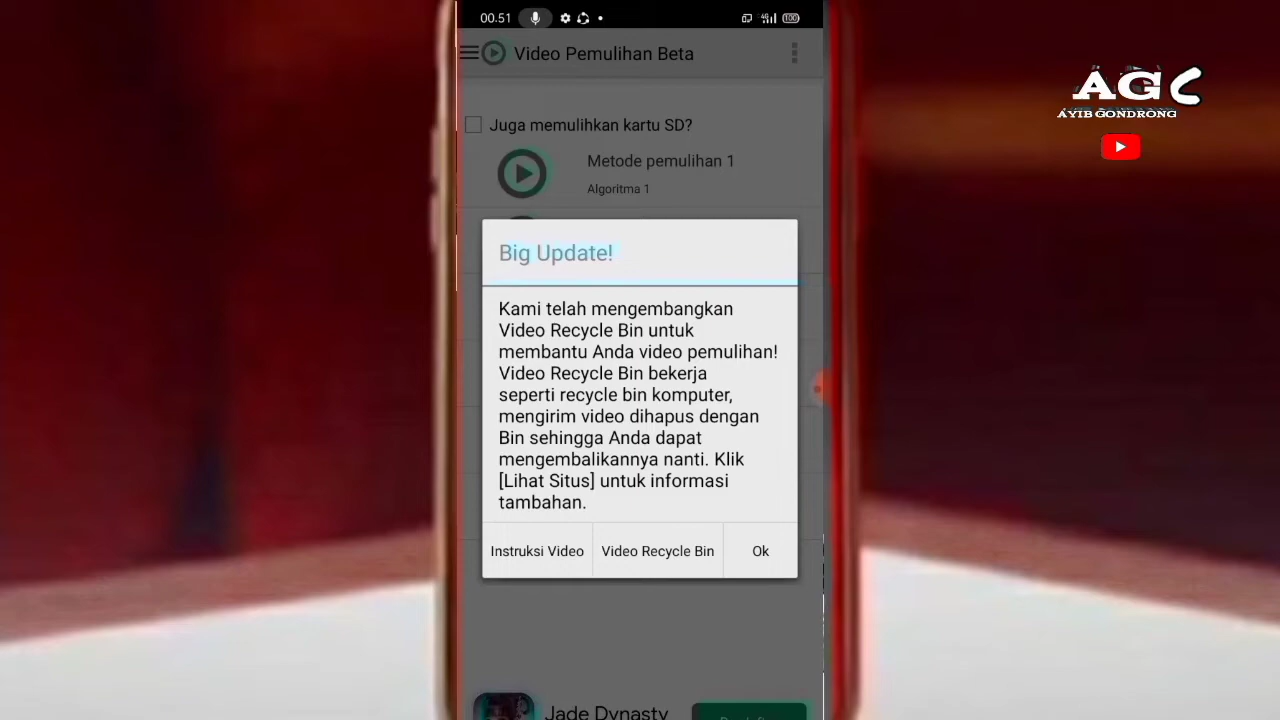 00.51
4G
100
Video Pemulihan Beta
AGC
AYIB GONDRONG
Juga memulihkan kartu SD?
Metode pemulihan 1
Algoritma 1
Big Update!
Kami telah mengembangkan
Video Recycle Bin untuk
membantu Anda video pemulihan!
Video Recycle Bin bekerja
seperti recycle bin komputer,
mengirim video dihapus dengan
Bin sehingga Anda dapat
mengembalikannya nanti. Klik
[Lihat Situs] untuk informasi
tambahan.
Instruksi Video
Video Recycle Bin
Ok
Jade Dynasty